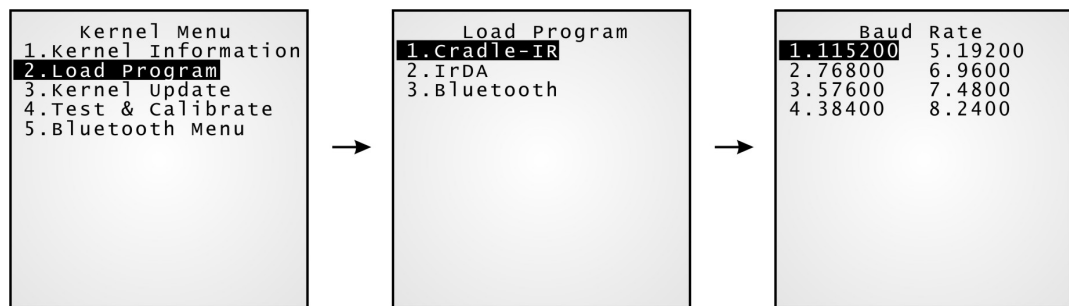 Kernel Menu
1.Kernel Information
2.Load Program
3.Kernel Update
4.Test & Calibrate
5.Bluetooth Menu
Load Program
1.Cradle-IR
2.IrDA
3.Bluetooth
Baud Rate
1.115200 5.19200
2.76800 6.9600
3.57600 7.4800
4.38400 8.2400